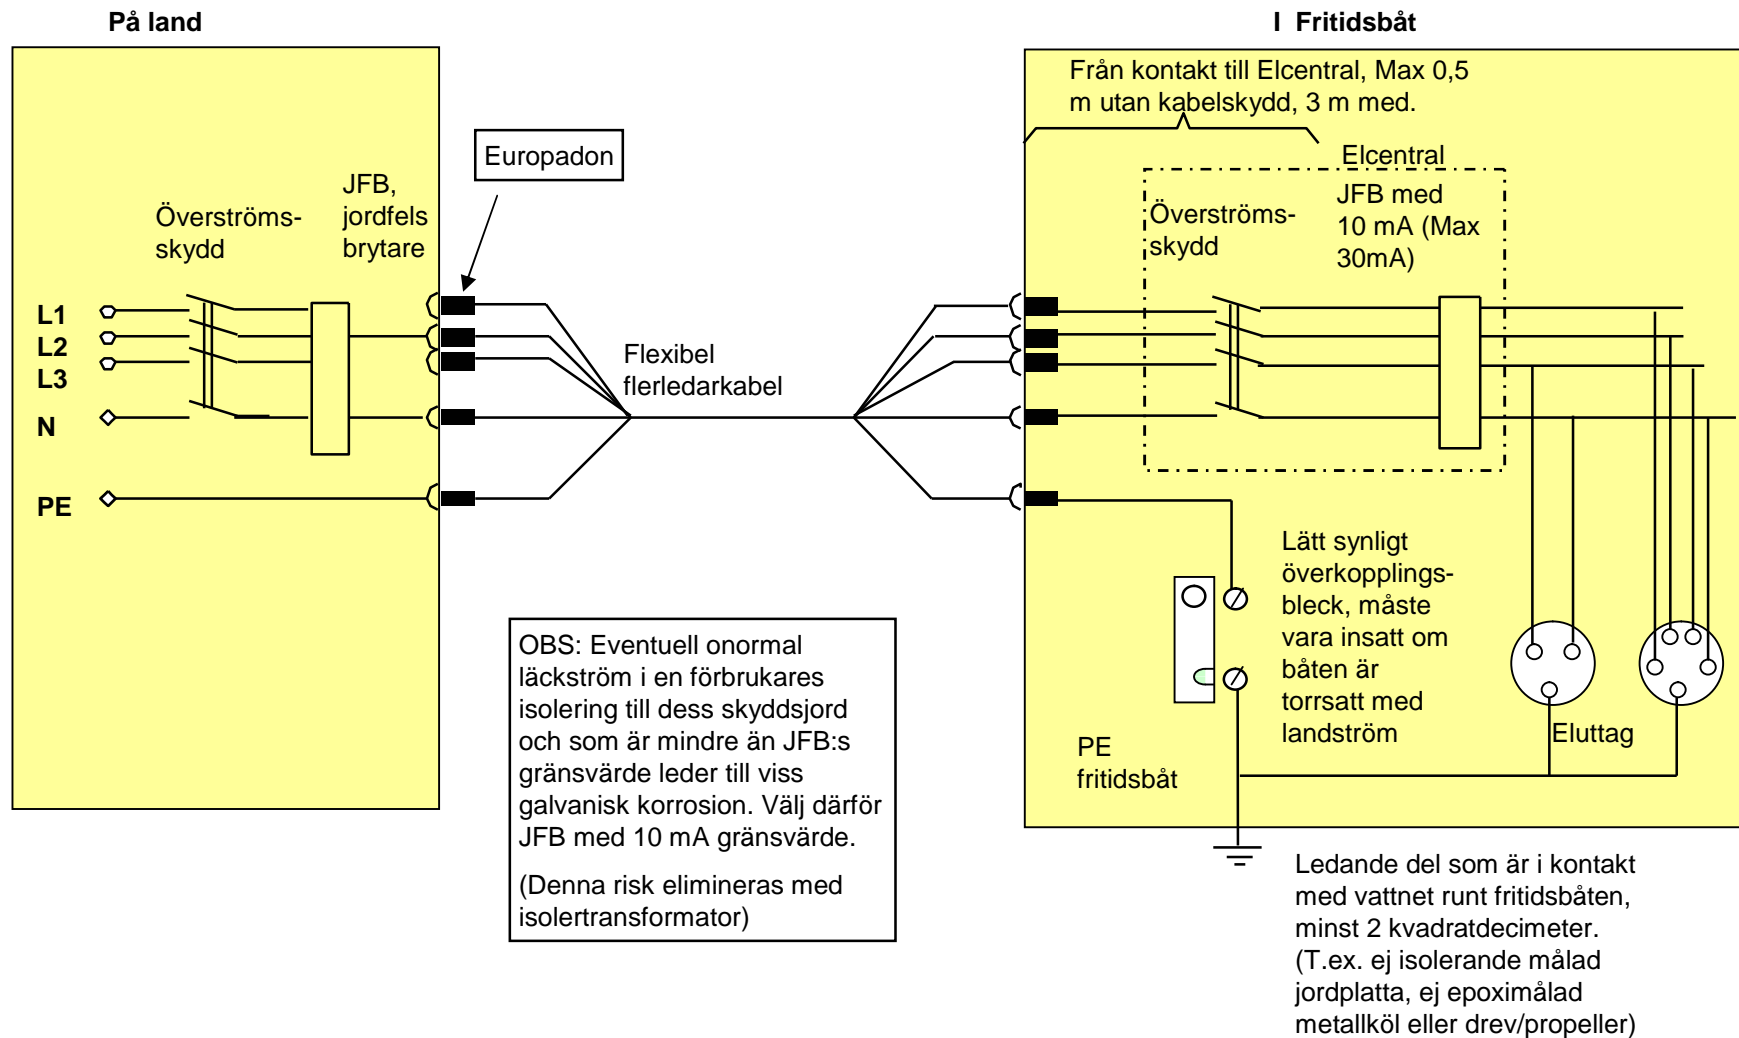 På land
I Fritidsbåt
Från kontakt till Elcentral, Max 0,5
m utan kabelskydd, 3 m med.
Europadon
Elcentral
JFB,
jordfels
brytare
Överströms-
skydd
JFB med
10 mA (Max
30mA)
Överströms-
skydd
L1
L2
L3
N
PE
Flexibel
flerledarkabel
Lätt synligt
överkopplings-
bleck, måste
vara insatt om
båten är
torrsatt med
landström
OBS: Eventuell onormal
läckström i en förbrukares
isolering till dess skyddsjord
och som är mindre än JFB:s
gränsvärde leder till viss
galvanisk korrosion. Välj därför
JFB med 10 mA gränsvärde.
(Denna risk elimineras med
isolertransformator)
PE
fritidsbåt
Eluttag
Ledande del som är i kontakt
med vattnet runt fritidsbåten,
minst 2 kvadratdecimeter.
(T.ex. ej isolerande målad
jordplatta, ej epoximålad
metallköl eller drev/propeller)